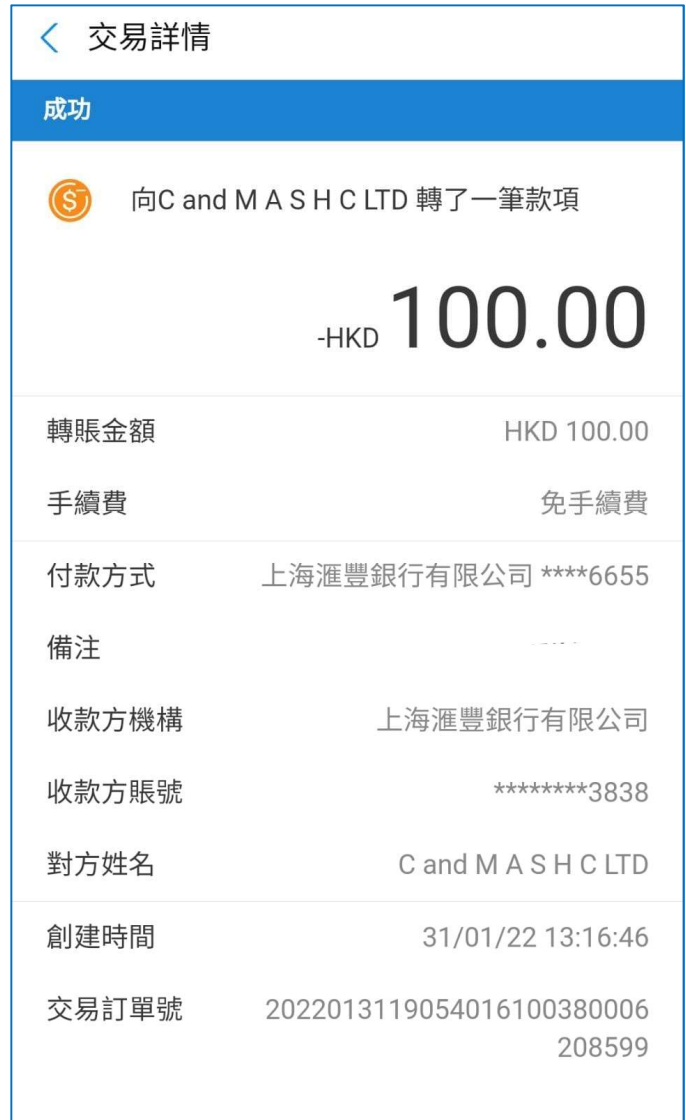 交易詳情
成功
向C and M A S H C LTD 轉了一筆款項
-HKD 100.00
轉賬金額 HKD 100.00
手續費 免手續費
付款方式 上海滙豐銀行有限公司 ****6655
備注
收款方機構 上海滙豐銀行有限公司
收款方賬號 ********3838
對方姓名 C and M A S H C LTD
創建時間 31/01/22 13:16:46
交易訂單號 2022013119054016100380006
208599